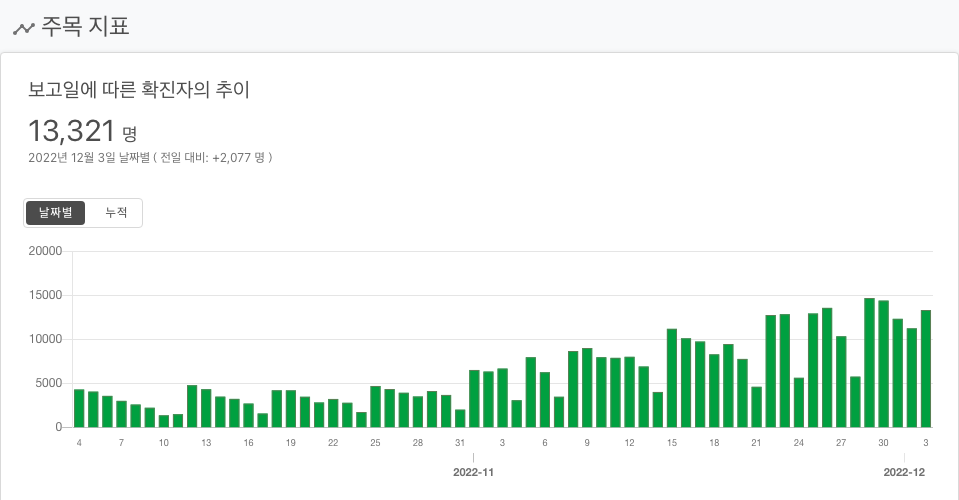 주목 지표
보고일에 따른 확진자의 추이
13,321 명
2022년 12월 3일 날짜별 ( 전일 대비: +2,077 명 )
날짜별 누적
20000
15000
10000
5000
0
4 7 10 13 16 19 22 25 28 31 3 6 9 12 15 18 21 24 27 30 3
2022-11 2022-12